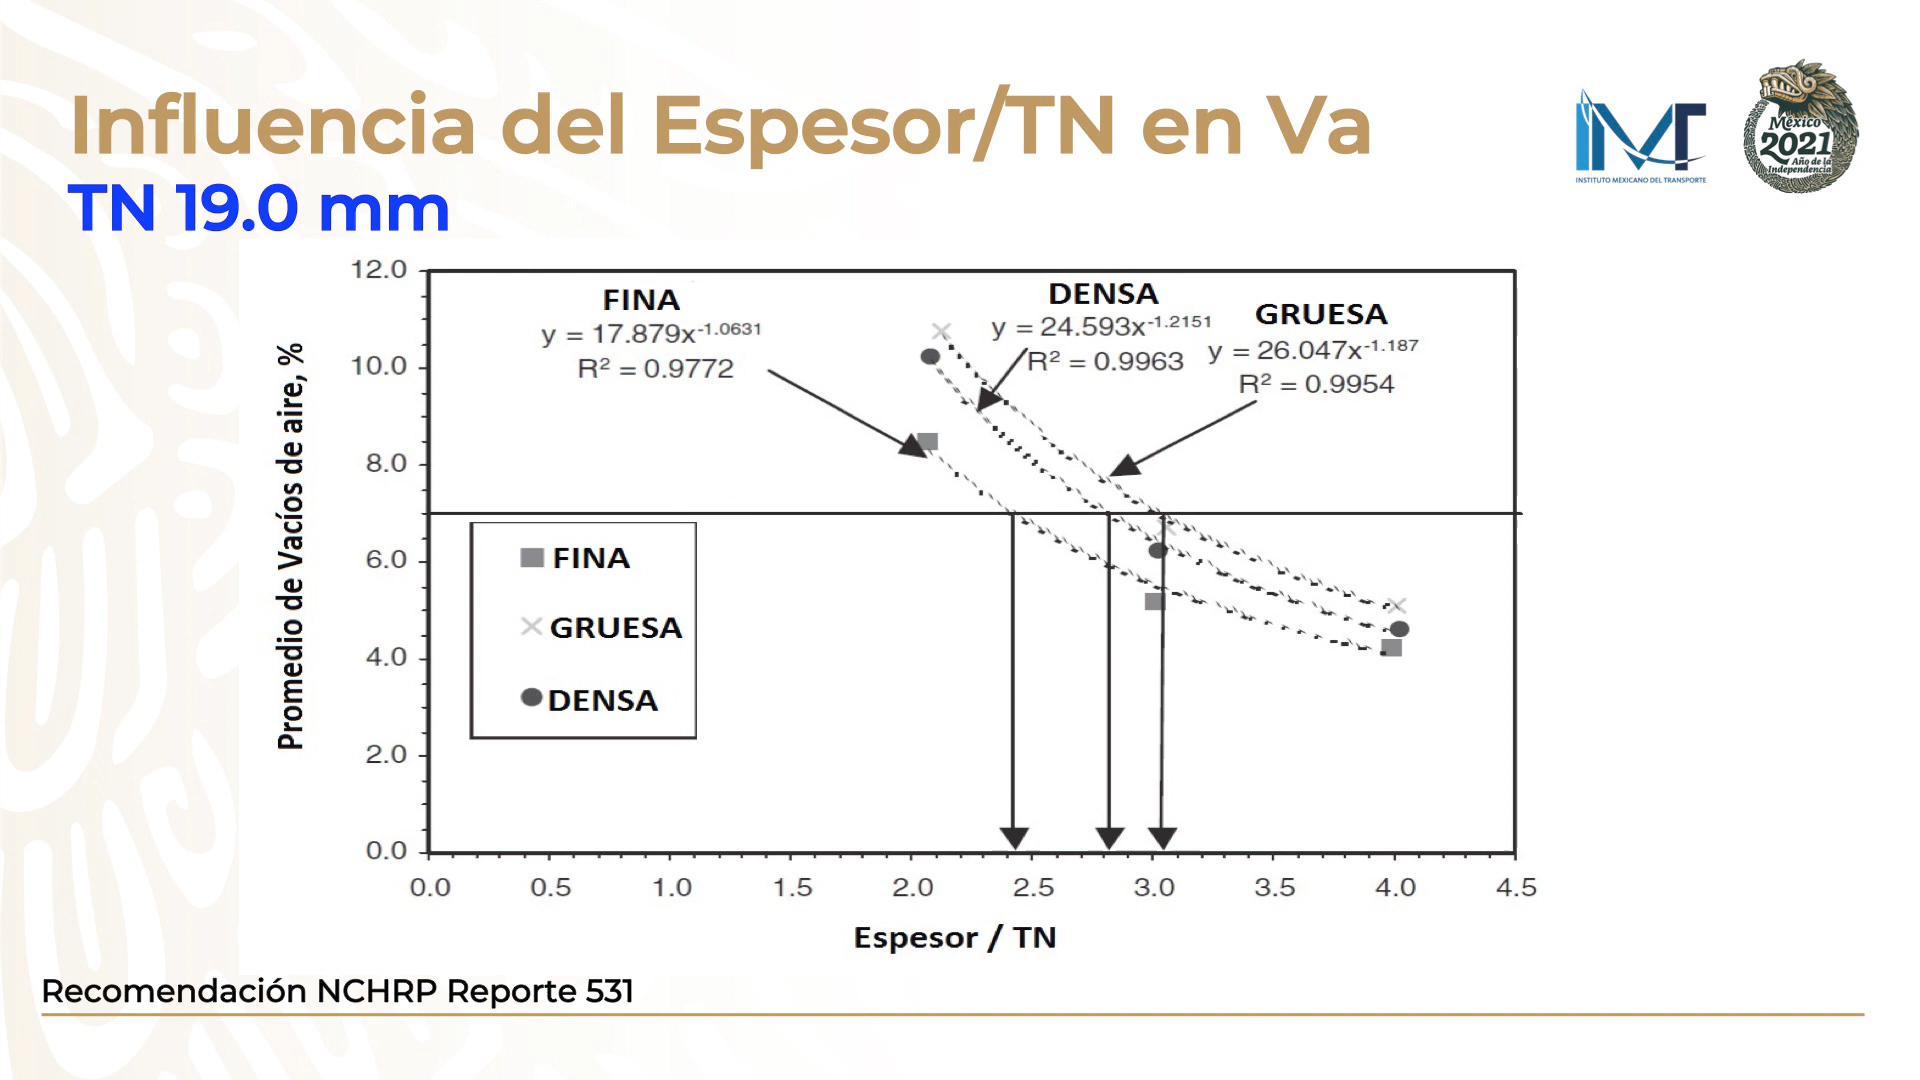 Influencia del Espesor/TN en Va
TN 19.0 mm
INSTITUTO MEXICANO DEL TRANSPORTE
México
2021
Año de la
Independencia
Promedio de Vacíos de aire, %
12.0
10.0
8.0
6.0
4.0
2.0
0.0
FINA
y = 17.879x^-1.0631
R² = 0.9772
DENSA
y = 24.593x^-1.2151
R² = 0.9963
GRUESA
y = 26.047x^-1.187
R² = 0.9954
FINA
GRUESA
DENSA
0.0 0.5 1.0 1.5 2.0 2.5 3.0 3.5 4.0 4.5
Espesor / TN
Recomendación NCHRP Reporte 531